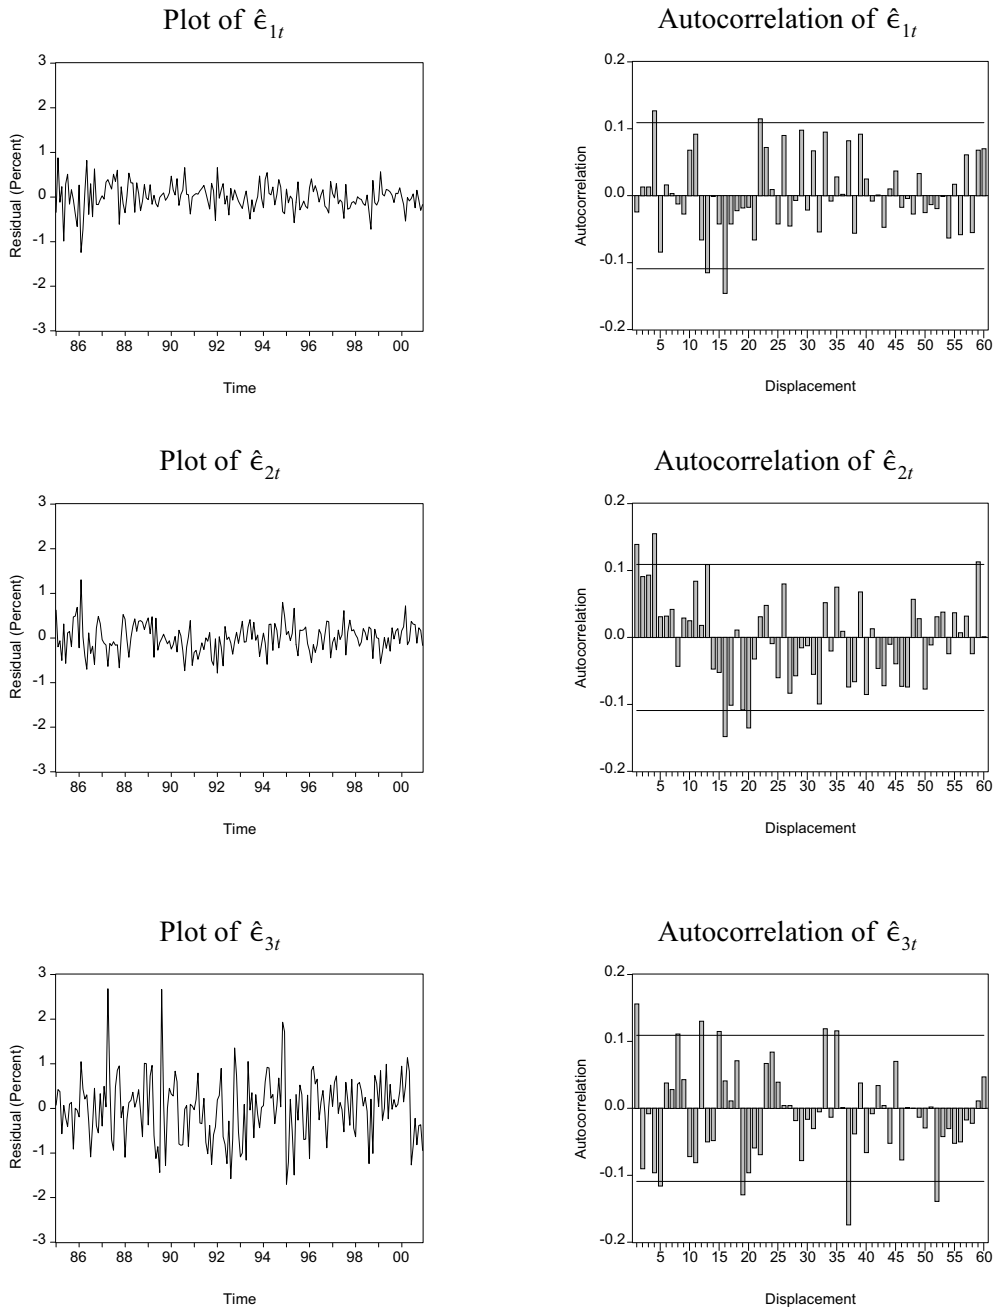 Plot of ε̂1t
Autocorrelation of ε̂1t
3
2
1
0
-1
-2
-3
Residual (Percent)
86 88 90 92 94 96 98 00
Time
0.2
0.1
0.0
-0.1
-0.2
Autocorrelation
5 10 15 20 25 30 35 40 45 50 55 60
Displacement
Plot of ε̂2t
Autocorrelation of ε̂2t
3
2
1
0
-1
-2
-3
Residual (Percent)
86 88 90 92 94 96 98 00
Time
0.2
0.1
0.0
-0.1
-0.2
Autocorrelation
5 10 15 20 25 30 35 40 45 50 55 60
Displacement
Plot of ε̂3t
Autocorrelation of ε̂3t
3
2
1
0
-1
-2
-3
Residual (Percent)
86 88 90 92 94 96 98 00
Time
0.2
0.1
0.0
-0.1
-0.2
Autocorrelation
5 10 15 20 25 30 35 40 45 50 55 60
Displacement